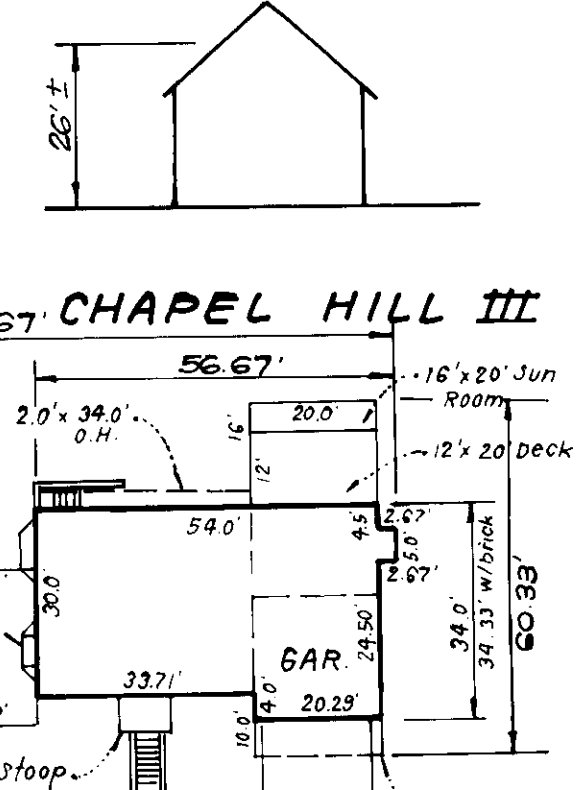 26' ±
67' CHAPEL HILL III
56.67'
16' x 20' Sun
Room
2.0' x 34.0'
O.H.
20.0'
16'
12'
12' x 20' Deck
54.0'
4.5'
2.67'
5.0'
2.67'
30.0
34.0'
34.33' w/brick
60.33'
24.50'
GAR.
33.71'
4.0'
20.29'
10.0'
stoop